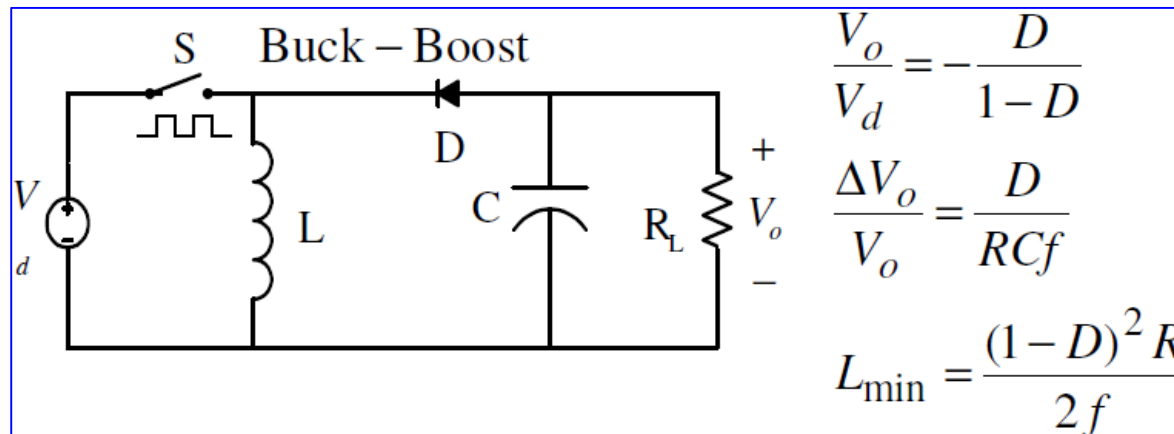 S
Buck – Boost
D
V
d
L
C
R_L
+
V_o
−
V_o / V_d = − D / (1 − D)
ΔV_o / V_o = D / (RCf)
L_min = (1 − D)^2 R / (2f)